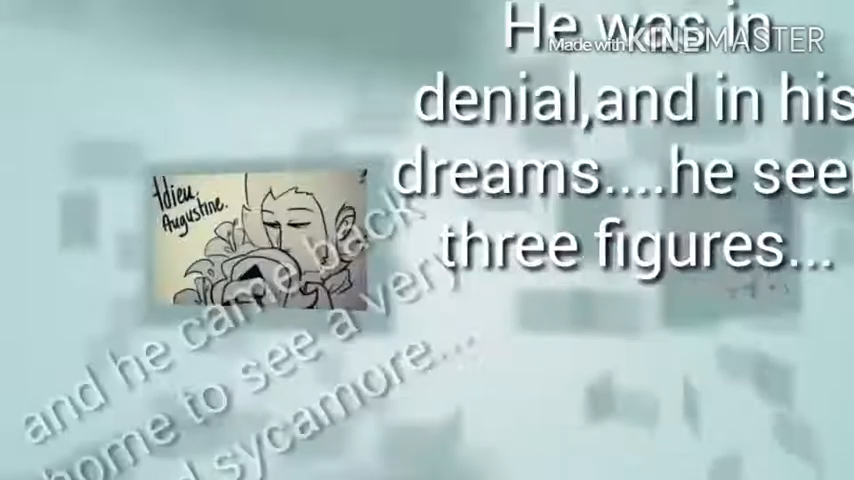 He was in
Made with KINEMASTER
denial,and in his
dreams....he
three figures...
Adieu,
Augustine.
and he came back
home to see a very
sycamore....